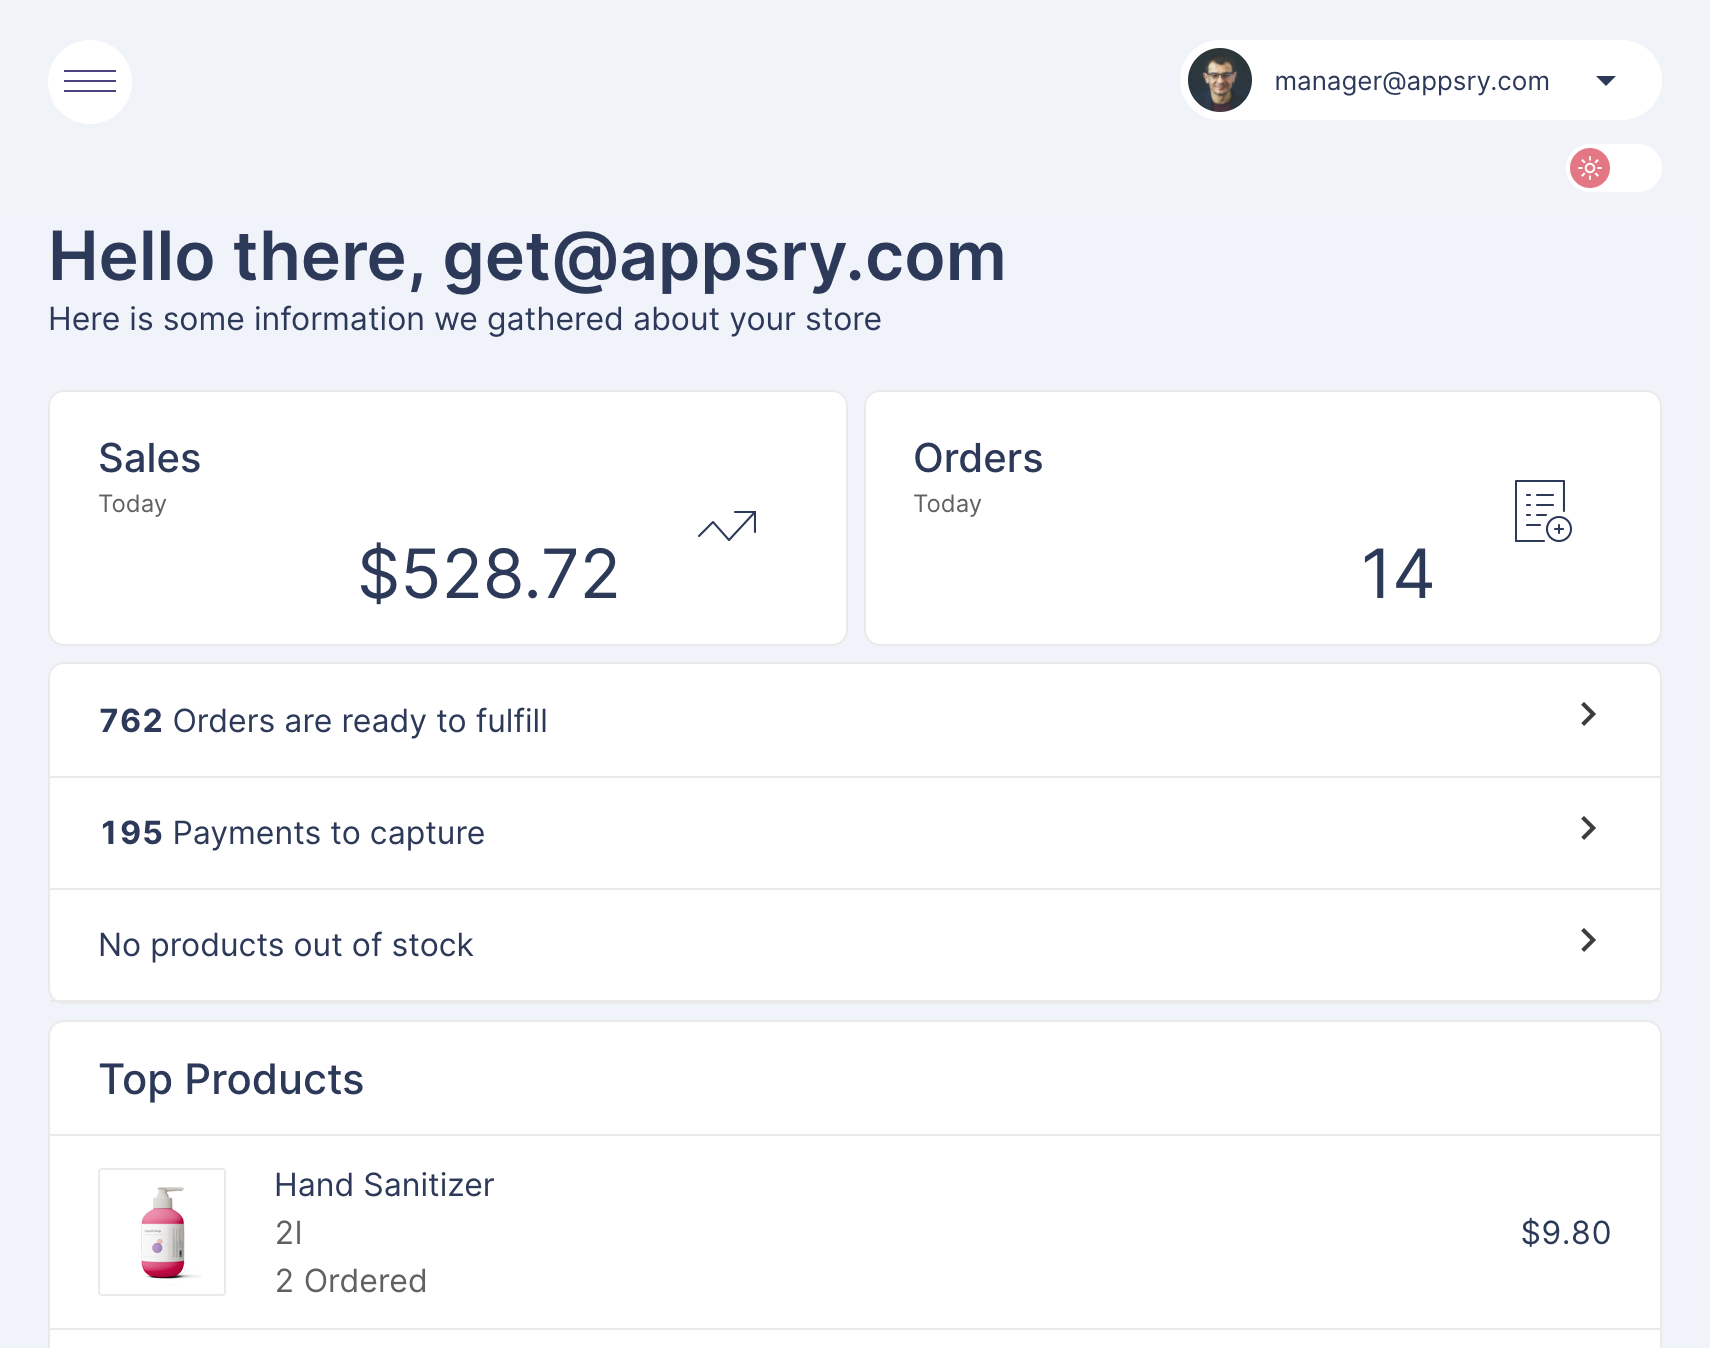 manager@appsry.com
Hello there, get@appsry.com
Here is some information we gathered about your store
Sales
Today
$528.72
Orders
Today
14
762 Orders are ready to fulfill
195 Payments to capture
No products out of stock
Top Products
Hand Sanitizer
2l
2 Ordered
$9.80